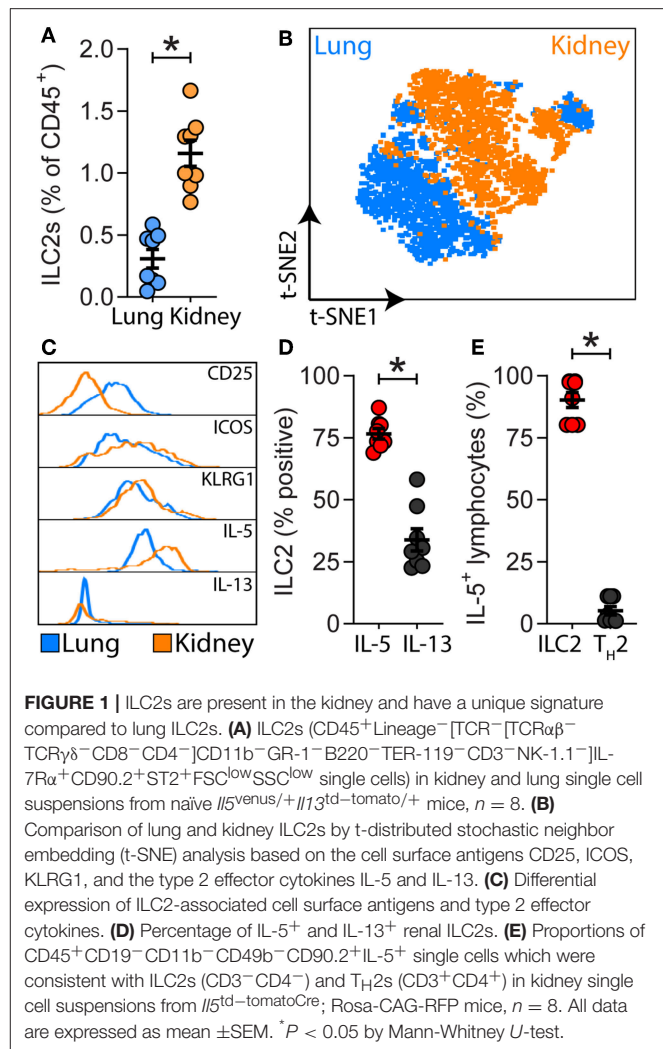 A
*
ILC2s (% of CD45+)
2.0
1.5
1.0
0.5
0.0
Lung Kidney
B
Lung Kidney
t-SNE2
t-SNE1
C
CD25
ICOS
KLRG1
IL-5
IL-13
Lung Kidney
D
*
ILC2 (% positive)
100
75
50
25
0
IL-5 IL-13
E
*
IL-5+ lymphocytes (%)
100
75
50
25
0
ILC2 TH2
FIGURE 1 | ILC2s are present in the kidney and have a unique signature
compared to lung ILC2s. (A) ILC2s (CD45+Lineage−[TCR−[TCRαβ−
TCRγδ−CD8−CD4−]CD11b−GR-1−B220−TER-119−CD3−NK-1.1−]IL-
7Rα+CD90.2+ST2+FSClowSSClow single cells) in kidney and lung single cell
suspensions from naïve Il5venus/+Il13td−tomato/+ mice, n = 8. (B)
Comparison of lung and kidney ILC2s by t-distributed stochastic neighbor
embedding (t-SNE) analysis based on the cell surface antigens CD25, ICOS,
KLRG1, and the type 2 effector cytokines IL-5 and IL-13. (C) Differential
expression of ILC2-associated cell surface antigens and type 2 effector
cytokines. (D) Percentage of IL-5+ and IL-13+ renal ILC2s. (E) Proportions of
CD45+CD19−CD11b−CD49b−CD90.2+IL-5+ single cells which were
consistent with ILC2s (CD3−CD4−) and TH2s (CD3+CD4+) in kidney single
cell suspensions from Il5td−tomatoCre; Rosa-CAG-RFP mice, n = 8. All data
are expressed as mean ±SEM. *P < 0.05 by Mann-Whitney U-test.